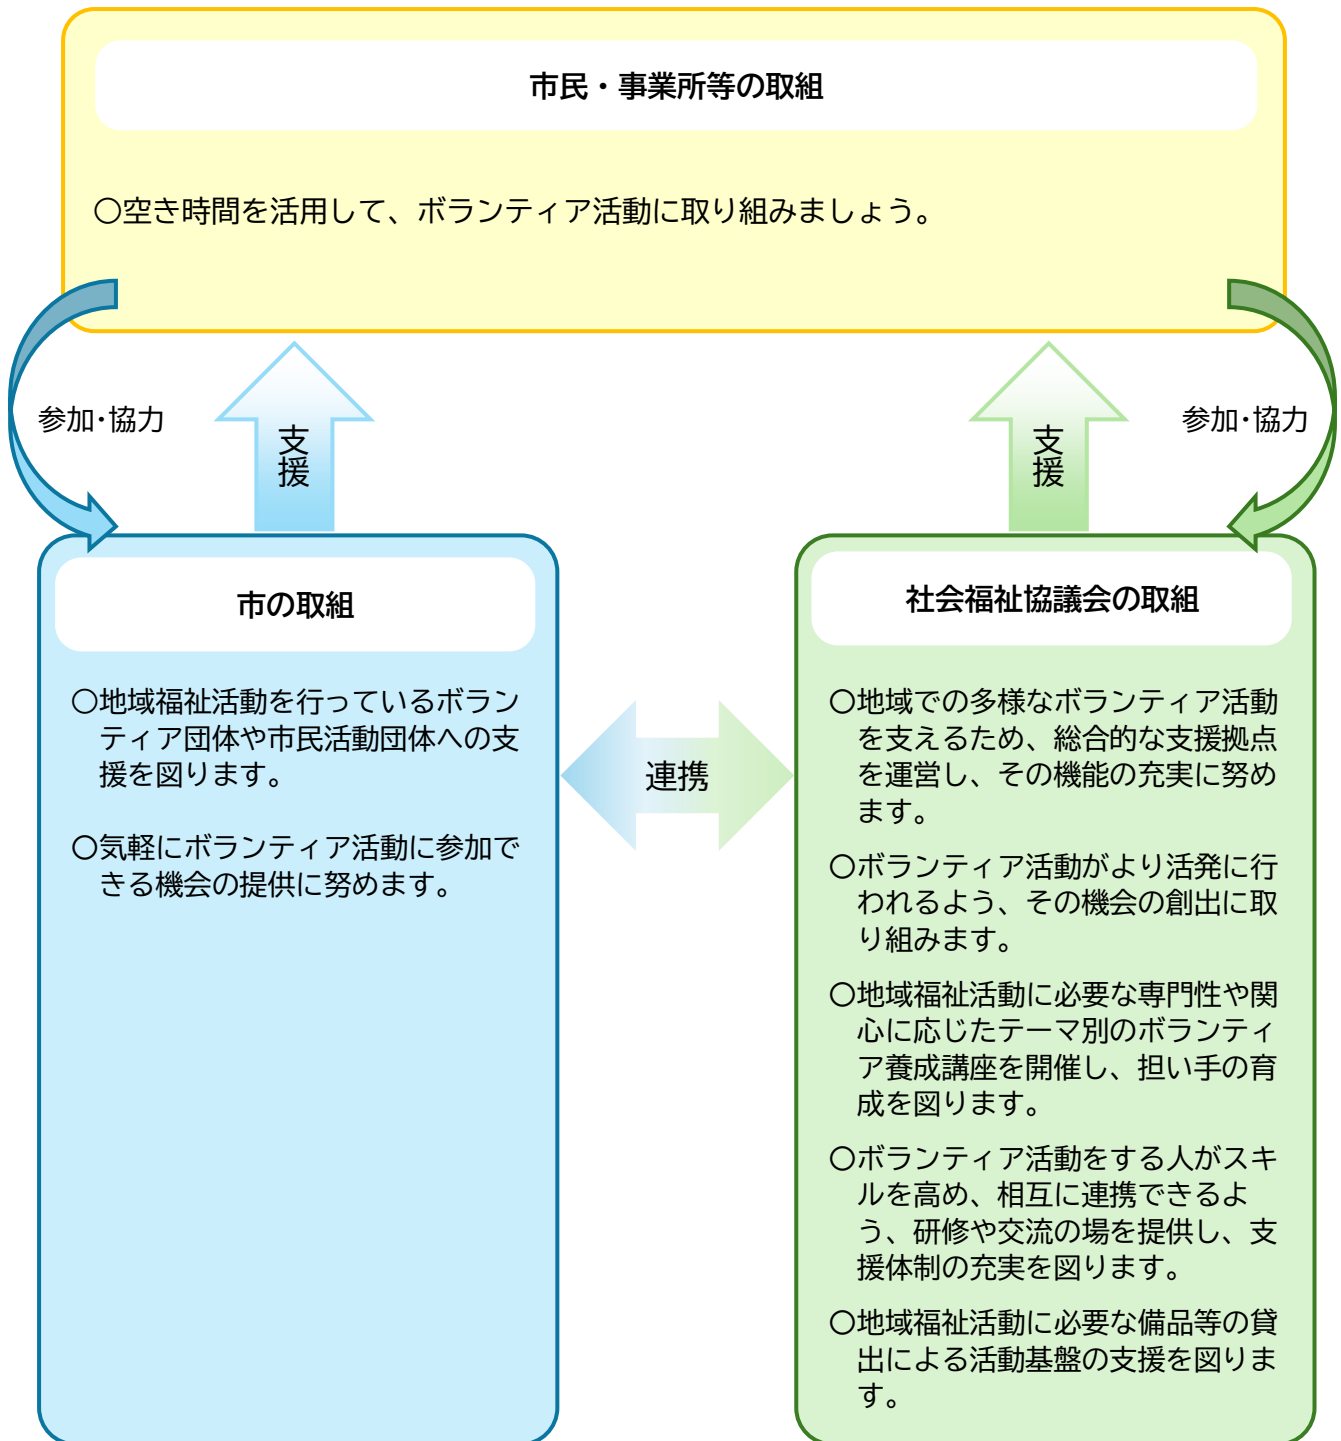 市民・事業所等の取組
〇空き時間を活用して、ボランティア活動に取り組みましょう。
参加・協力
支援
支援
参加・協力
市の取組
〇地域福祉活動を行っているボラン
ティア団体や市民活動団体への支
援を図ります。
〇気軽にボランティア活動に参加で
きる機会の提供に努めます。
連携
社会福祉協議会の取組
〇地域での多様なボランティア活動
を支えるため、総合的な支援拠点
を運営し、その機能の充実に努め
ます。
〇ボランティア活動がより活発に行
われるよう、その機会の創出に取
り組みます。
〇地域福祉活動に必要な専門性や関
心に応じたテーマ別のボランティ
ア養成講座を開催し、担い手の育
成を図ります。
〇ボランティア活動をする人がスキ
ルを高め、相互に連携できるよ
う、研修や交流の場を提供し、支
援体制の充実を図ります。
〇地域福祉活動に必要な備品等の貸
出による活動基盤の支援を図りま
す。